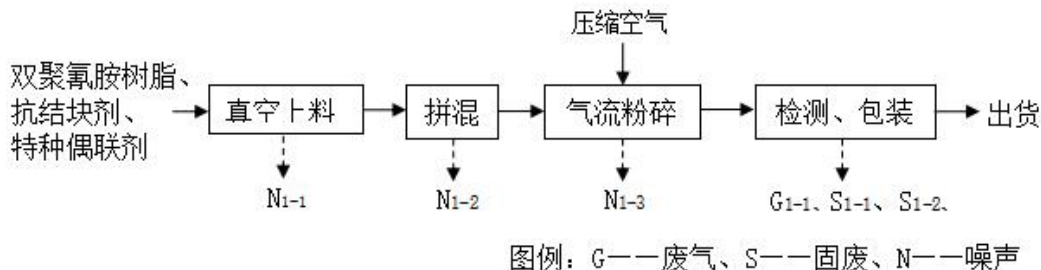 压缩空气
双聚氰胺树脂、
抗结块剂、
特种偶联剂
真空上料
拼混
气流粉碎
检测、包装
出货
N1-1
N1-2
N1-3
G1-1、S1-1、S1-2、
图例：G——废气、S——固废、N——噪声